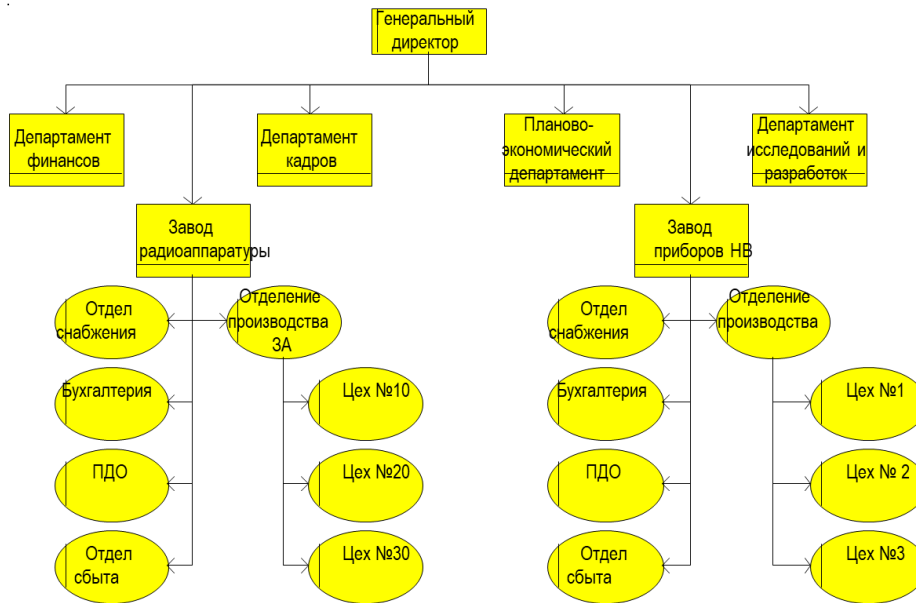 .
Генеральный
директор
Департамент
финансов
Департамент
кадров
Планово-
экономический
департамент
Департамент
исследований и
разработок
Завод
радиоаппаратуры
Завод
приборов НВ
Отдел
снабжения
Отделение
производства
ЗА
Бухгалтерия
Цех №10
ПДО
Цех №20
Отдел
сбыта
Цех №30
Отдел
снабжения
Отделение
производства
Бухгалтерия
Цех №1
ПДО
Цех № 2
Отдел
сбыта
Цех №3